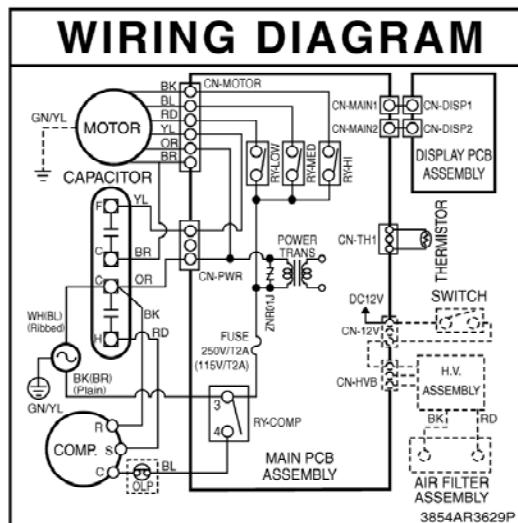 WIRING DIAGRAM
BK
CN-MOTOR
BL
RD
YL
OR
BR
GN/YL
MOTOR
CAPACITOR
F
YL
C
BR
C
OR
H
RD
BK
WH(BL)
(Ribbed)
BK(BR)
(Plain)
GN/YL
R
COMP.
S
C
OLP
BL
CN-PWR
RY-LOW
RY-MED
RY-HI
POWER
TRANS
ZNR01J
FUSE
250V/T2A
(115V/T2A)
3
4
RY-COMP
MAIN PCB
ASSEMBLY
CN-MAIN1
CN-DISP1
CN-MAIN2
CN-DISP2
DISPLAY PCB
ASSEMBLY
CN-TH1
THERMISTOR
DC12V
SWITCH
CN-12V
CN-HVB
H.V.
ASSEMBLY
BK
RD
AIR FILTER
ASSEMBLY
3854AR3629P